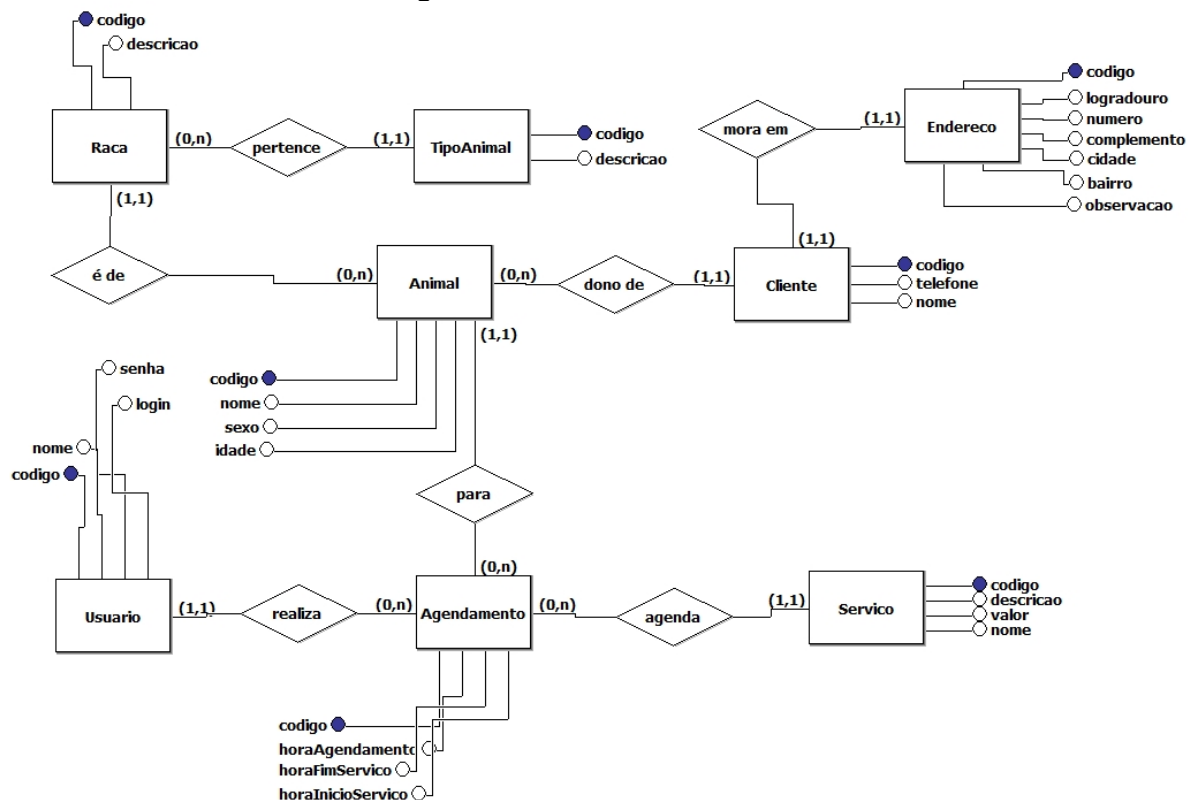 codigo
descricao
Raca
(0,n)
pertence
(1,1)
TipoAnimal
codigo
descricao
mora em
(1,1)
Endereco
codigo
logradouro
numero
complemento
cidade
bairro
observacao
(1,1)
é de
(0,n)
Animal
(0,n)
dono de
(1,1)
Cliente
(1,1)
codigo
telefone
nome
(1,1)
codigo
nome
sexo
idade
senha
login
nome
codigo
para
(0,n)
Usuario
(1,1)
realiza
(0,n)
Agendamento
(0,n)
agenda
(1,1)
Servico
codigo
descricao
valor
nome
codigo
horaAgendamento
horaFimServico
horaInicioServico